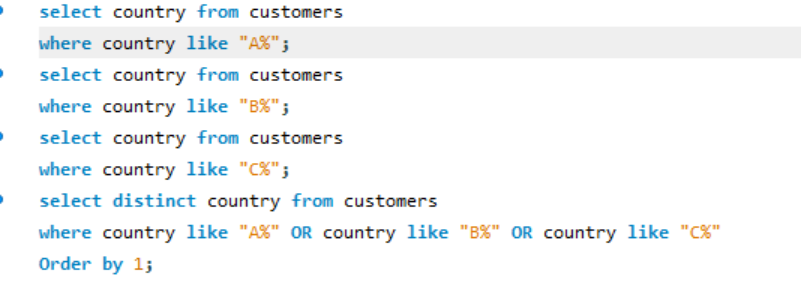 select country from customers
where country like "A%";
select country from customers
where country like "B%";
select country from customers
where country like "C%";
select distinct country from customers
where country like "A%" OR country like "B%" OR country like "C%"
Order by 1;